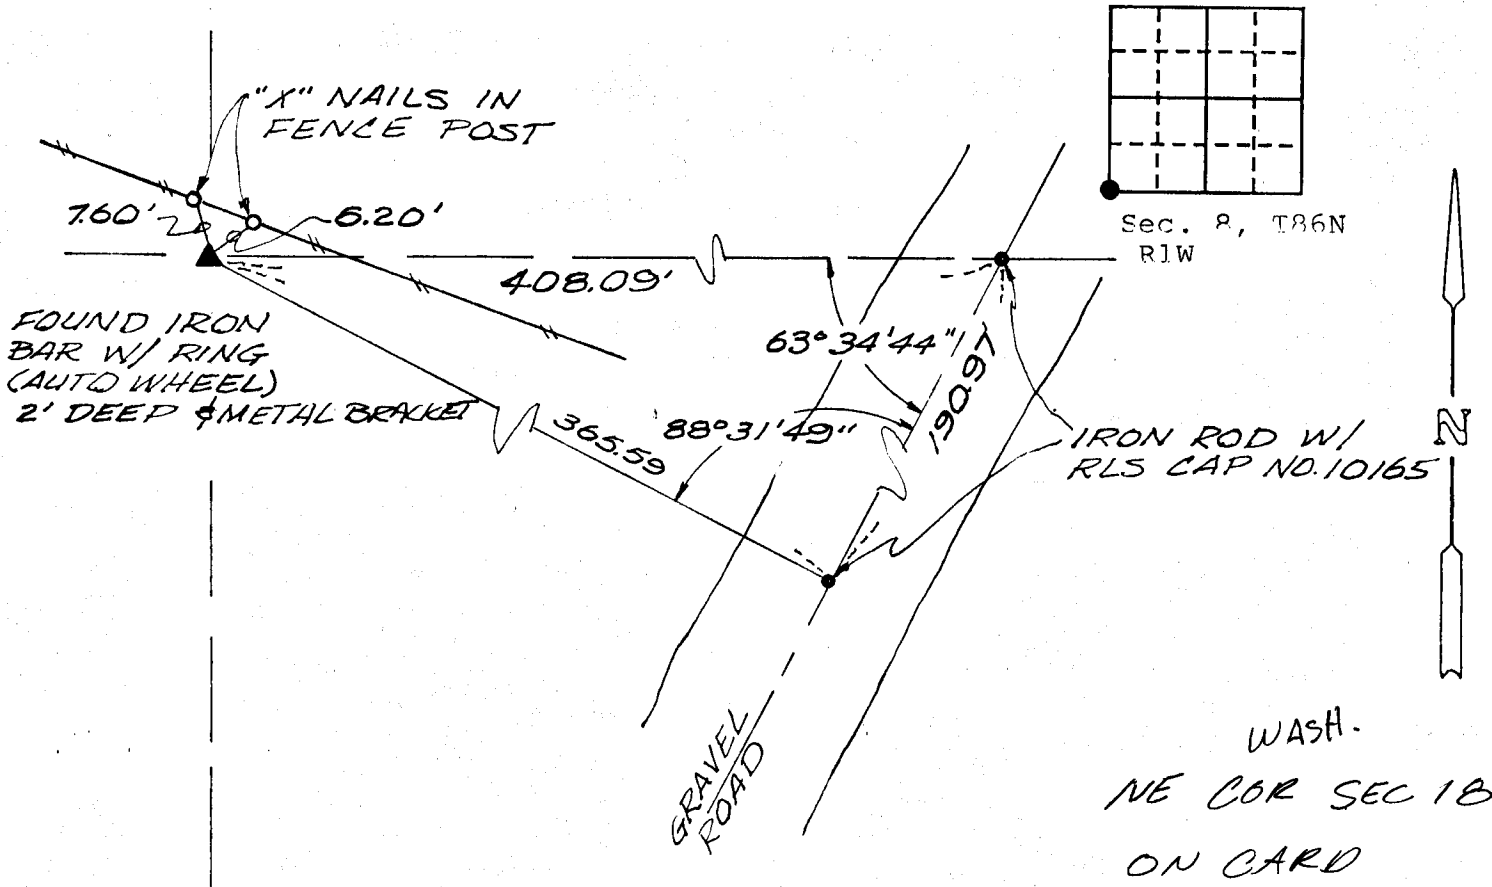 "X" NAILS IN
FENCE POST
7.60'
6.20'
408.09'
Sec. 8, T86N
R1W
FOUND IRON
BAR W/ RING
(AUTO WHEEL)
2' DEEP & METAL BRACKET
63°34'44"
190.97
365.59
88°31'49"
IRON ROD W/
RLS CAP NO. 10165
N
GRAVEL
ROAD
WASH.
NE COR SEC 18
ON CARD